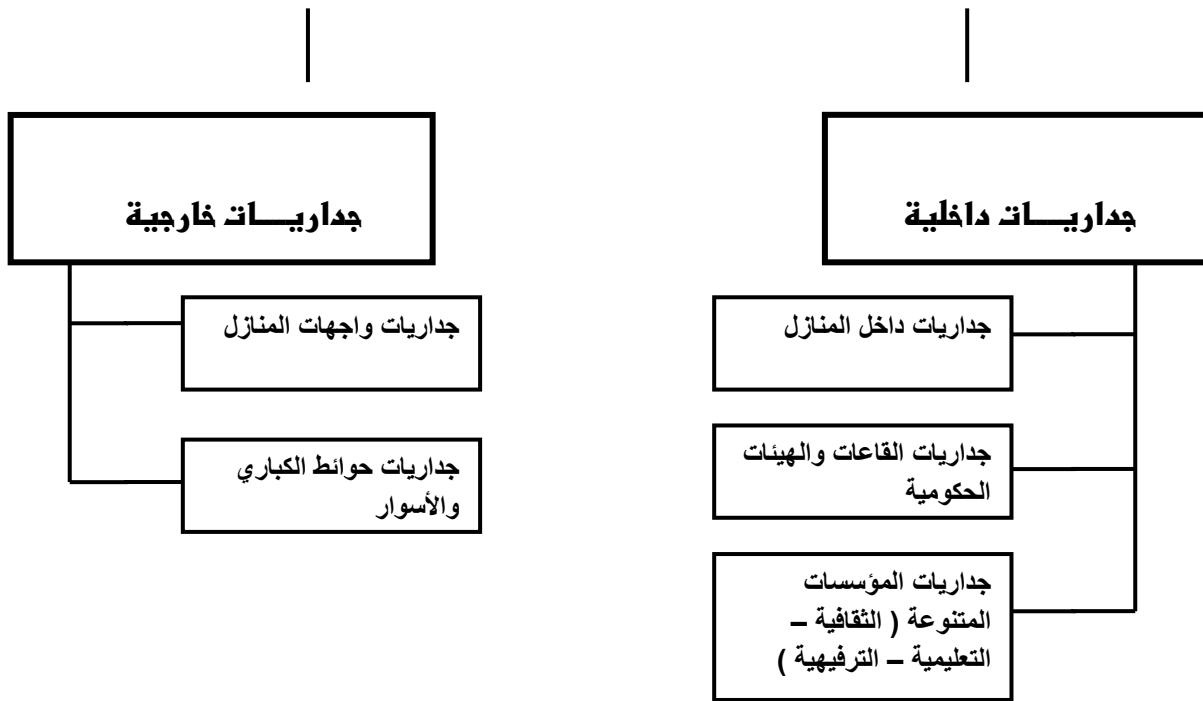 جداريـــات داخلية
جداريات داخل المنازل
جداريات القاعات والهيئات
الحكومية
جداريات المؤسسات
المتنوعة ( الثقافية –
التعليمية – الترفيهية )
جداريـــات خارجية
جداريات واجهات المنازل
جداريات حوائط الكباري
والأسوار